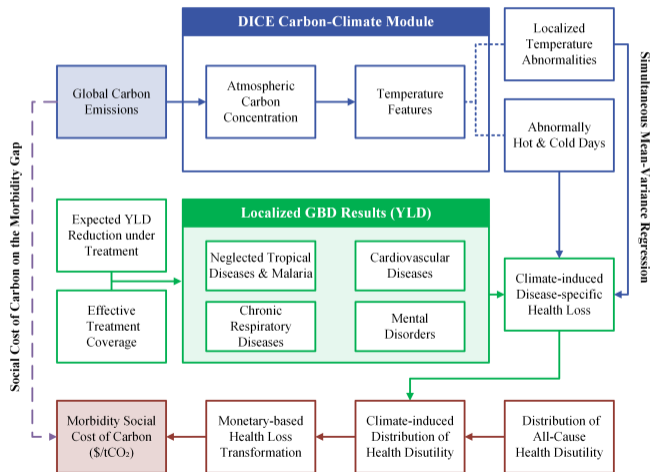 DICE Carbon-Climate Module
Global Carbon
Emissions
Atmospheric
Carbon
Concentration
Temperature
Features
Localized
Temperature
Abnormalities
Abnormally
Hot & Cold Days
Simultaneous Mean-Variance Regression
Social Cost of Carbon on the Morbidity Gap
Expected YLD
Reduction under
Treatment
Effective
Treatment
Coverage
Localized GBD Results (YLD)
Neglected Tropical
Diseases & Malaria
Cardiovascular
Diseases
Chronic
Respiratory
Diseases
Mental
Disorders
Climate-induced
Disease-specific
Health Loss
Morbidity Social
Cost of Carbon
($/tCO₂)
Monetary-based
Health Loss
Transformation
Climate-induced
Distribution of
Health Disutility
Distribution of
All-Cause
Health Disutility